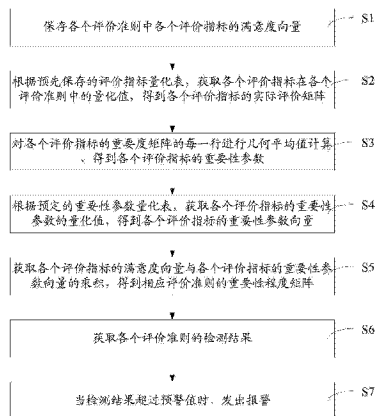 保存各个评价准则中各个评价指标的满意度向量
S1
根据预先保存的评价指标量化表，获取各个评价指标在各个
评价准则中的量化值，得到各个评价指标的实际评价矩阵
S2
对各个评价指标的重要度矩阵的每一行进行几何平均值计算
、得到各个评价指标的重要性参数
S3
根据预定的重要性参数量化表，获取各个评价指标的重要性
参数的量化值，得到各个评价指标的重要性参数向量
S4
获取各个评价指标的满意度向量与各个评价指标的重要性参
数向量的乘积，得到相应评价准则的重要性程度矩阵
S5
获取各个评价准则的检测结果
S6
当检测结果超过预警值时，发出报警
S7